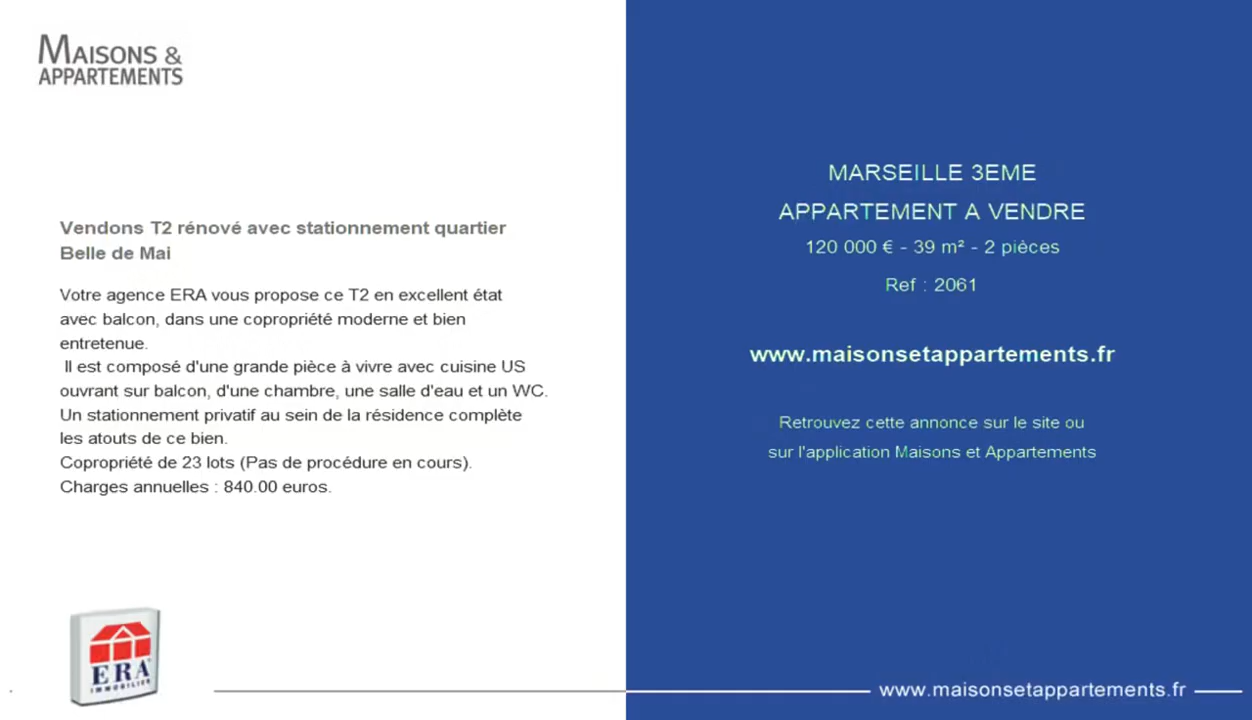 MAISONS &
APPARTEMENTS
Vendons T2 rénové avec stationnement quartier
Belle de Mai
Votre agence ERA vous propose ce T2 en excellent état
avec balcon, dans une copropriété moderne et bien
entretenue.
Il est composé d'une grande pièce à vivre avec cuisine US
ouvrant sur balcon, d'une chambre, une salle d'eau et un WC.
Un stationnement privatif au sein de la résidence complète
les atouts de ce bien.
Copropriété de 23 lots (Pas de procédure en cours).
Charges annuelles : 840.00 euros.
ERA
IMMOBILIER
MARSEILLE 3EME
APPARTEMENT A VENDRE
120 000 € - 39 m² - 2 pièces
Ref : 2061
www.maisonsetappartements.fr
Retrouvez cette annonce sur le site ou
sur l'application Maisons et Appartements
www.maisonsetappartements.fr